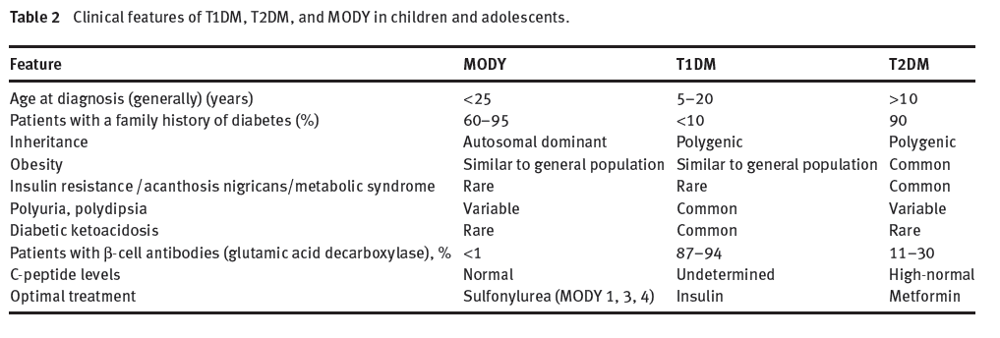 Table 2 Clinical features of T1DM, T2DM, and MODY in children and adolescents.
Feature MODY T1DM T2DM
Age at diagnosis (generally) (years) <25 5–20 >10
Patients with a family history of diabetes (%) 60–95 <10 90
Inheritance Autosomal dominant Polygenic Polygenic
Obesity Similar to general population Similar to general population Common
Insulin resistance /acanthosis nigricans/metabolic syndrome Rare Rare Common
Polyuria, polydipsia Variable Common Variable
Diabetic ketoacidosis Rare Common Rare
Patients with β-cell antibodies (glutamic acid decarboxylase), % <1 87–94 11–30
C-peptide levels Normal Undetermined High-normal
Optimal treatment Sulfonylurea (MODY 1, 3, 4) Insulin Metformin